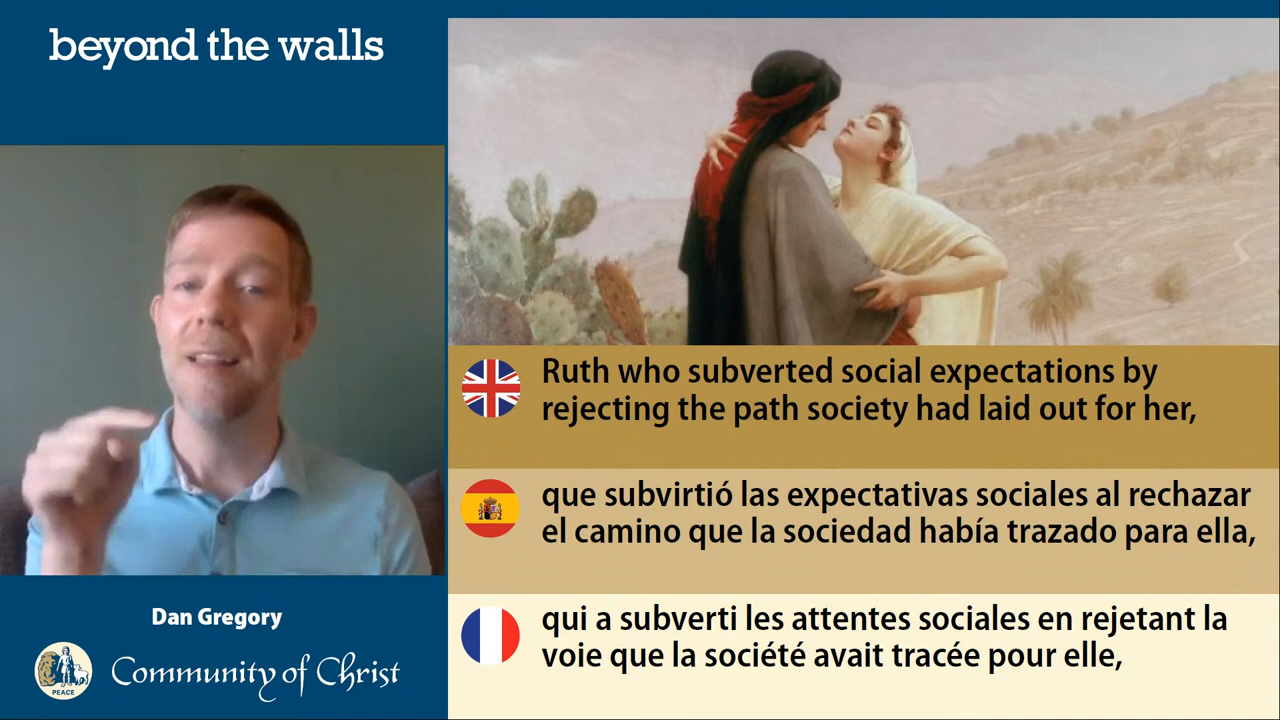 beyond the walls
Ruth who subverted social expectations by
rejecting the path society had laid out for her,
que subvirtió las expectativas sociales al rechazar
el camino que la sociedad había trazado para ella,
qui a subverti les attentes sociales en rejetant la
voie que la société avait tracée pour elle,
Dan Gregory
PEACE
Community of Christ